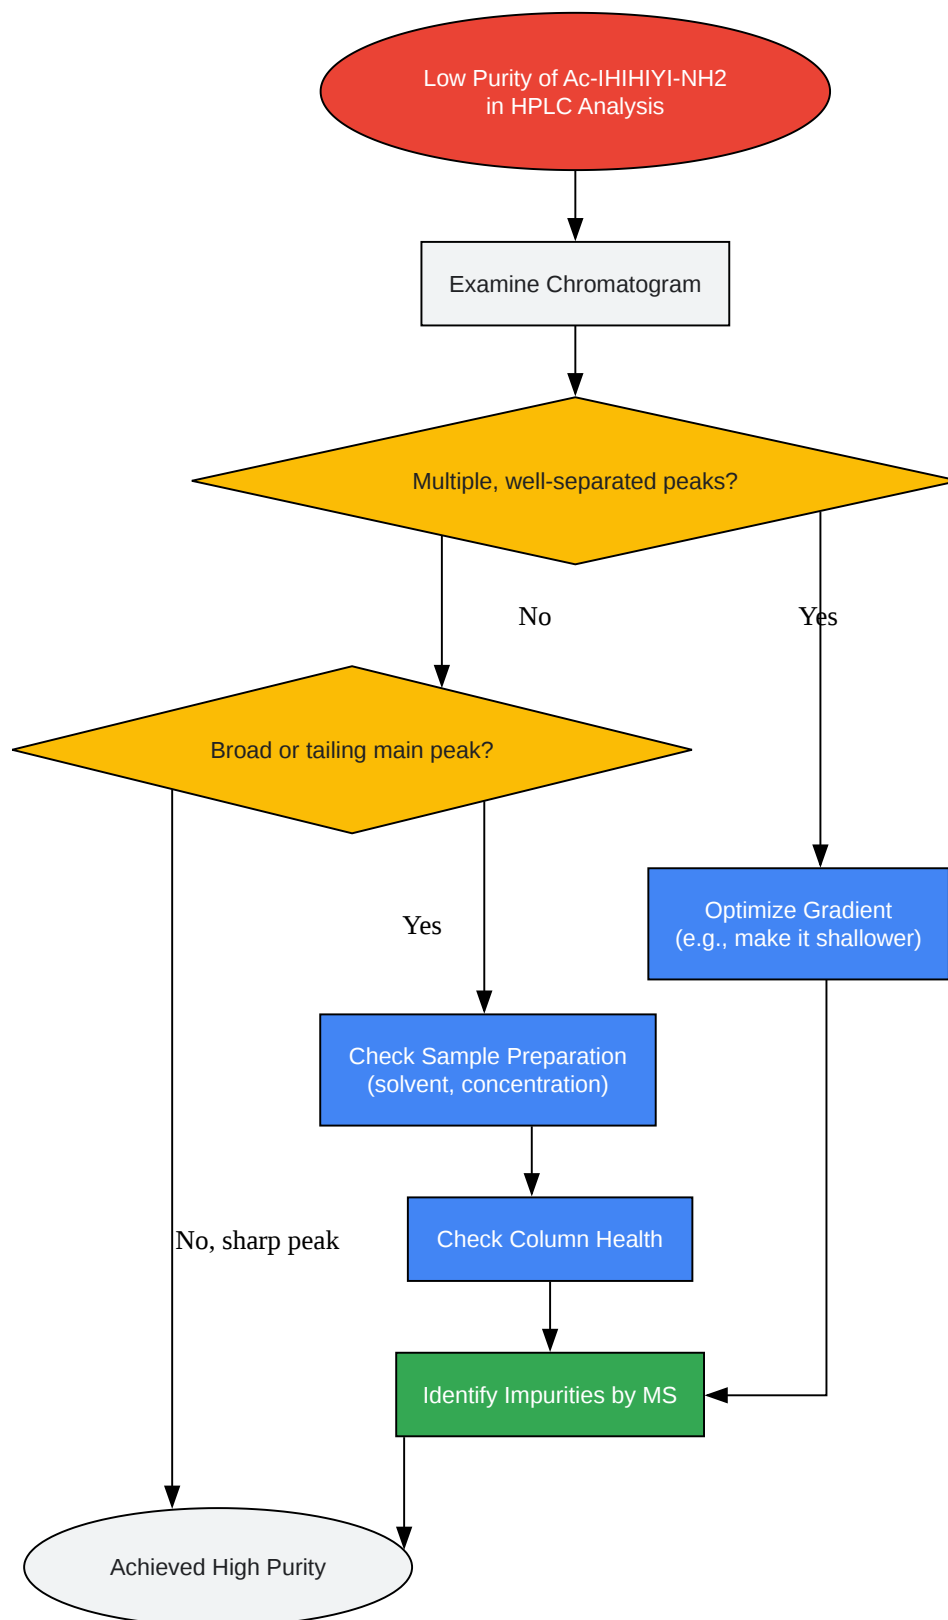 Low Purity of Ac-IHIHIYI-NH2
in HPLC Analysis
Examine Chromatogram
Multiple, well-separated peaks?
No
Yes
Broad or tailing main peak?
Optimize Gradient
(e.g., make it shallower)
Yes
Check Sample Preparation
(solvent, concentration)
Check Column Health
No, sharp peak
Identify Impurities by MS
Achieved High Purity